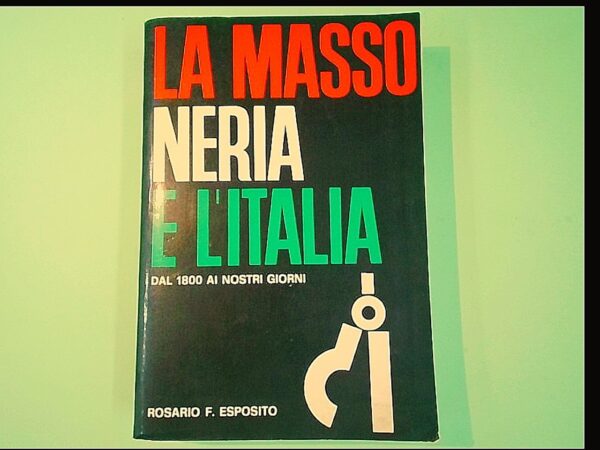 LA MASSO
NERIA
E L'ITALIA
DAL 1800 AI NOSTRI GIORNI
ROSARIO F. ESPOSITO